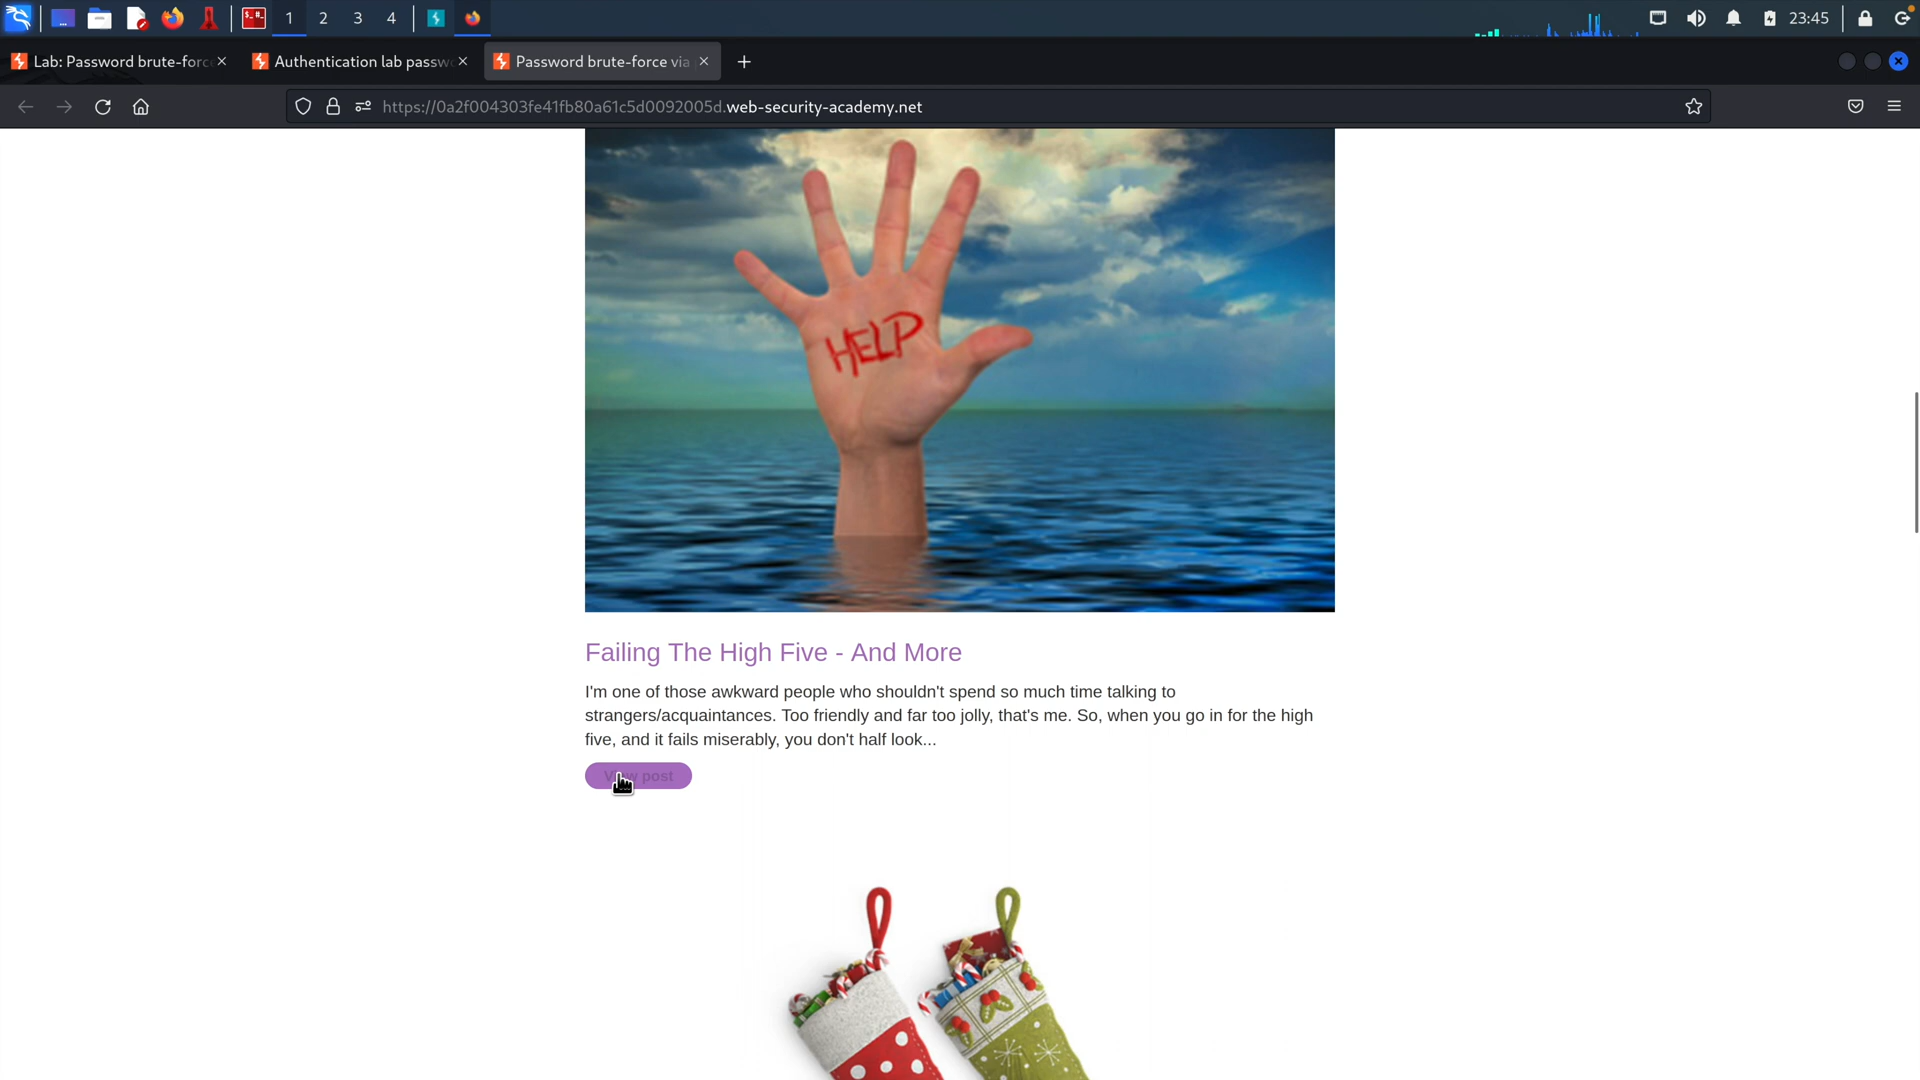 1 2 3 4
23:45
Lab: Password brute-forc
Authentication lab passw
Password brute-force via
https://0a2f004303fe41fb80a61c5d0092005d.web-security-academy.net
HELP
Failing The High Five - And More
I'm one of those awkward people who shouldn't spend so much time talking to
strangers/acquaintances. Too friendly and far too jolly, that's me. So, when you go in for the high
five, and it fails miserably, you don't half look...
View post